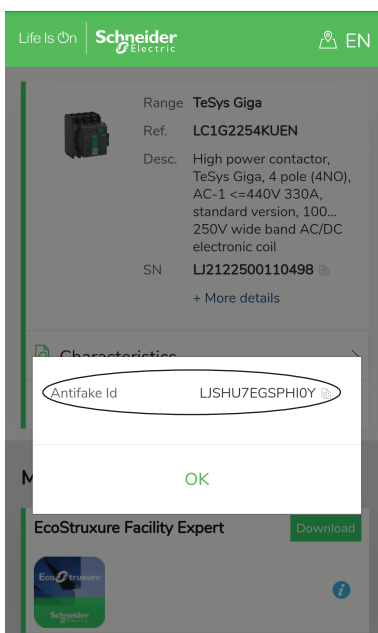 Life Is On Schneider Electric EN
Range TeSys Giga
Ref. LC1G2254KUEN
Desc. High power contactor,
TeSys Giga, 4 pole (4NO),
AC-1 <=440V 330A,
standard version, 100...
250V wide band AC/DC
electronic coil
SN LJ2122500110498
+ More details
Characteristics
Antifake Id LJSHU7EGSPHI0Y
OK
M
EcoStruxure Facility Expert Download
EcoStruxure
Schneider
Electric